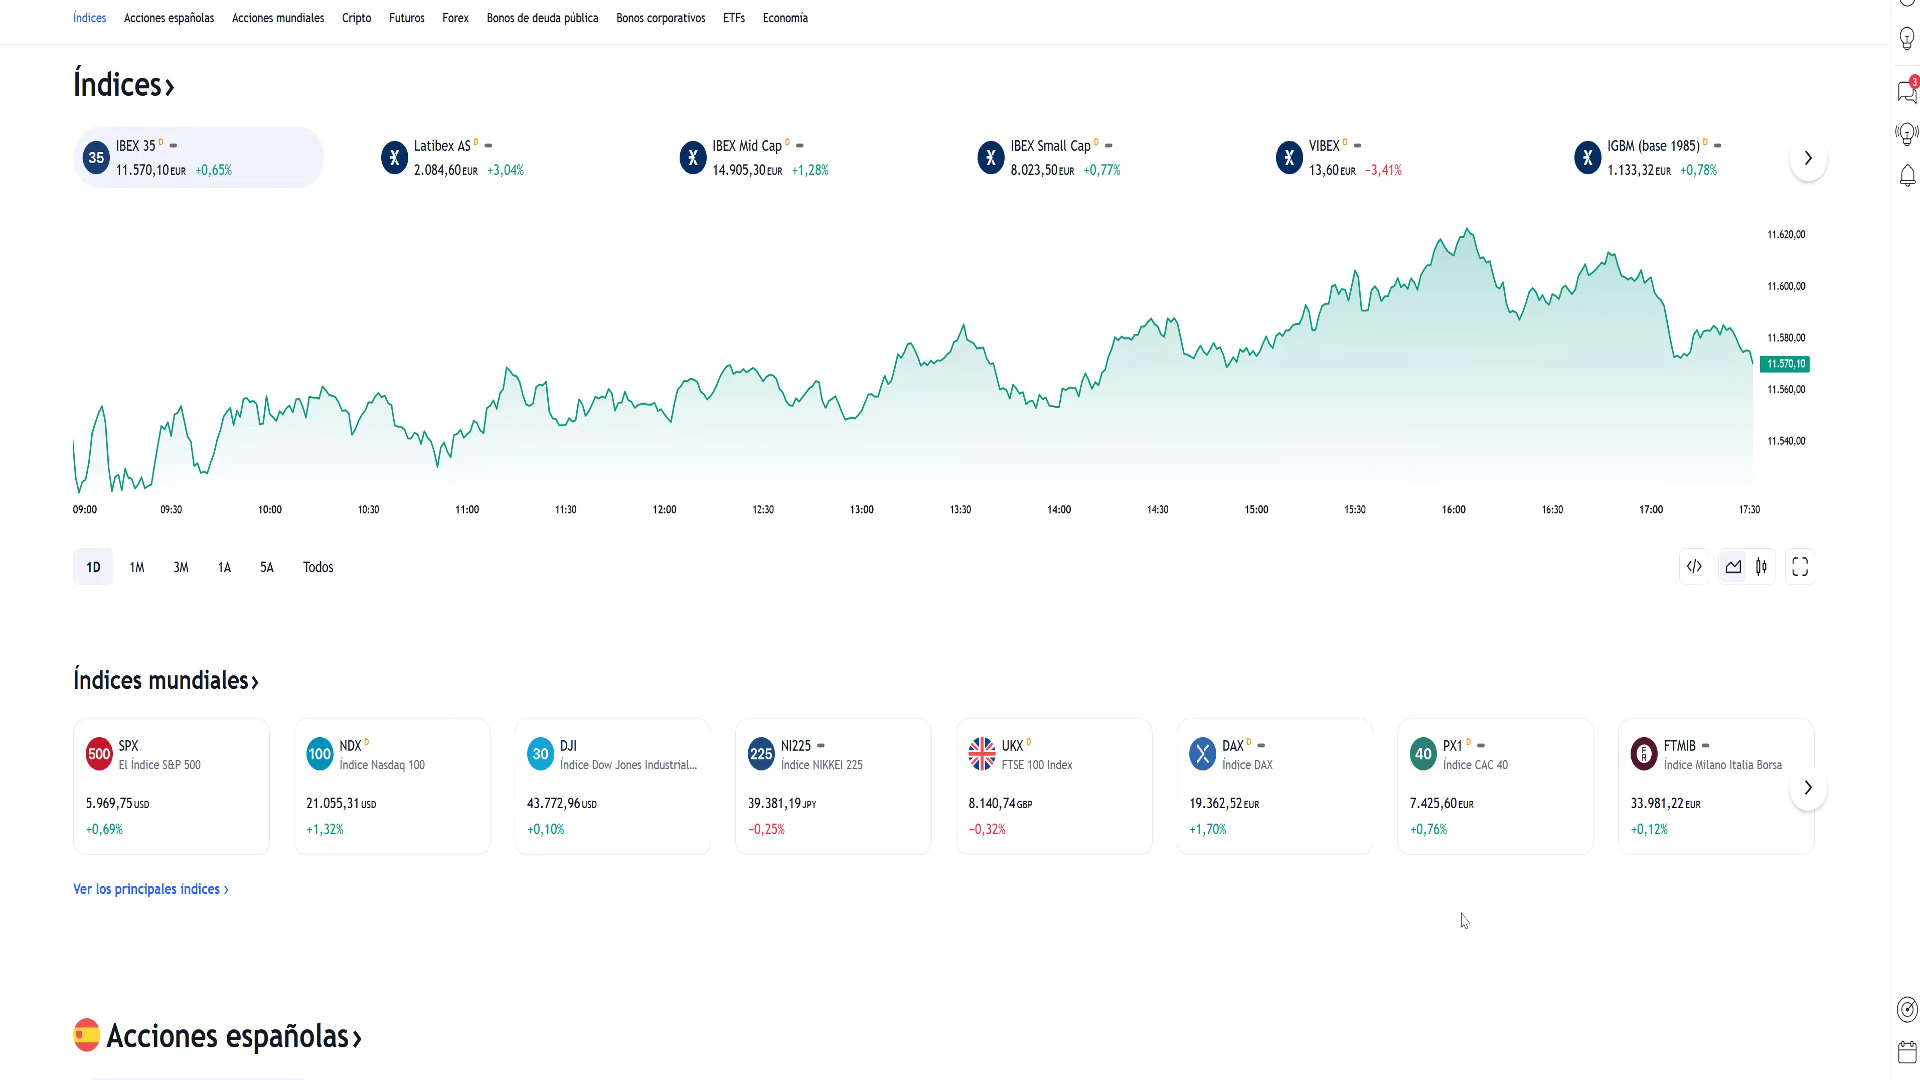 Índices Acciones españolas Acciones mundiales Cripto Futuros Forex Bonos de deuda pública Bonos corporativos ETFs Economía
Índices
3
35 IBEX 35 D
11.570,10 EUR +0,65%
Latibex AS D
2.084,60 EUR +3,04%
IBEX Mid Cap D
14.905,30 EUR +1,28%
IBEX Small Cap D
8.023,50 EUR +0,77%
VIBEX D
13,60 EUR −3,41%
IGBM (base 1985) D
1.133,32 EUR +0,78%
11.620,00
11.600,00
11.580,00
11.570,10
11.560,00
11.540,00
09:00 09:30 10:00 10:30 11:00 11:30 12:00 12:30 13:00 13:30 14:00 14:30 15:00 15:30 16:00 16:30 17:00 17:30
1D 1M 3M 1A 5A Todos
Índices mundiales
500 SPX
El Índice S&P 500
5.969,75 USD
+0,69%
100 NDX D
Índice Nasdaq 100
21.055,31 USD
+1,32%
30 DJI
Índice Dow Jones Industrial...
43.772,96 USD
+0,10%
225 NI225
Índice NIKKEI 225
39.381,19 JPY
−0,25%
UKX D
FTSE 100 Index
8.140,74 GBP
−0,32%
DAX D
Índice DAX
19.362,52 EUR
+1,70%
40 PX1 D
Índice CAC 40
7.425,60 EUR
+0,76%
FTMIB
Índice Milano Italia Borsa
33.981,22 EUR
+0,12%
Ver los principales índices
Acciones españolas